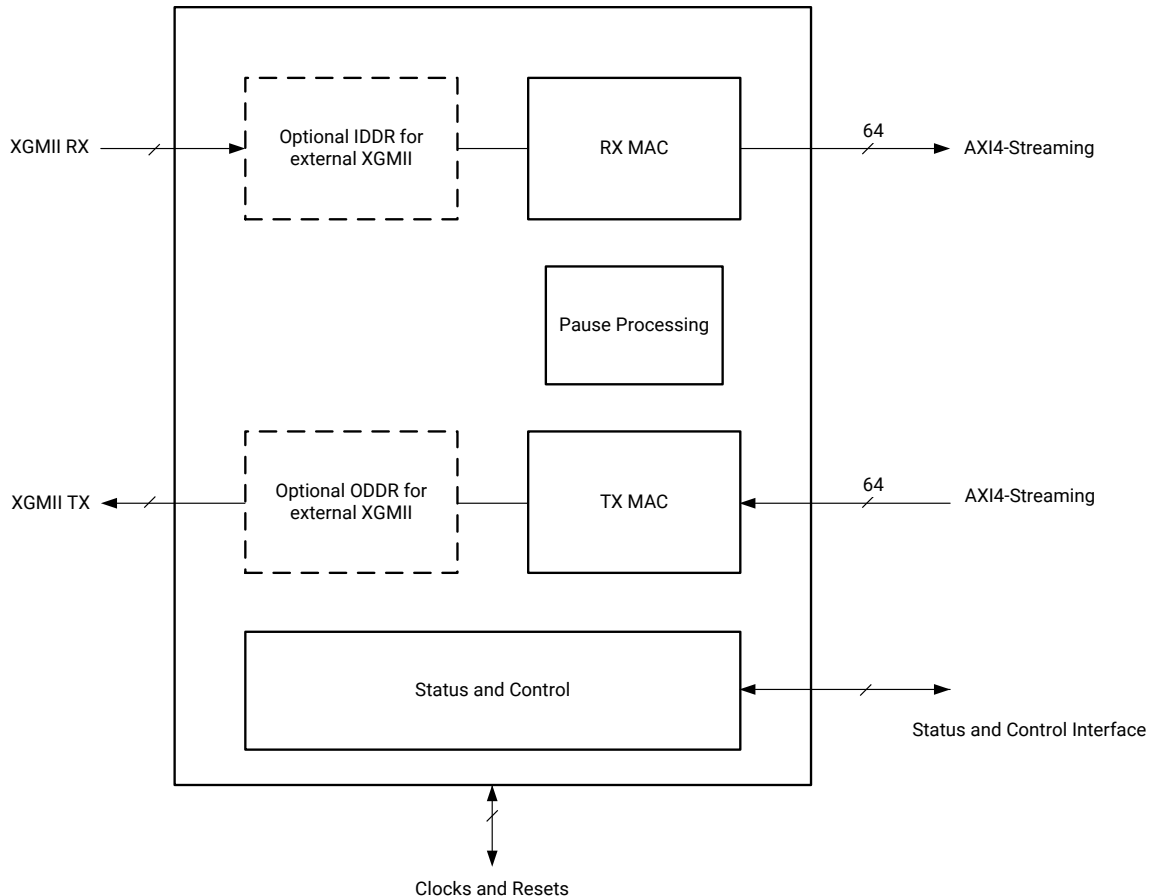 XGMII RX
Optional IDDR for
external XGMII
RX MAC
64
AXI4-Streaming
Pause Processing
XGMII TX
Optional ODDR for
external XGMII
TX MAC
64
AXI4-Streaming
Status and Control
Status and Control Interface
Clocks and Resets